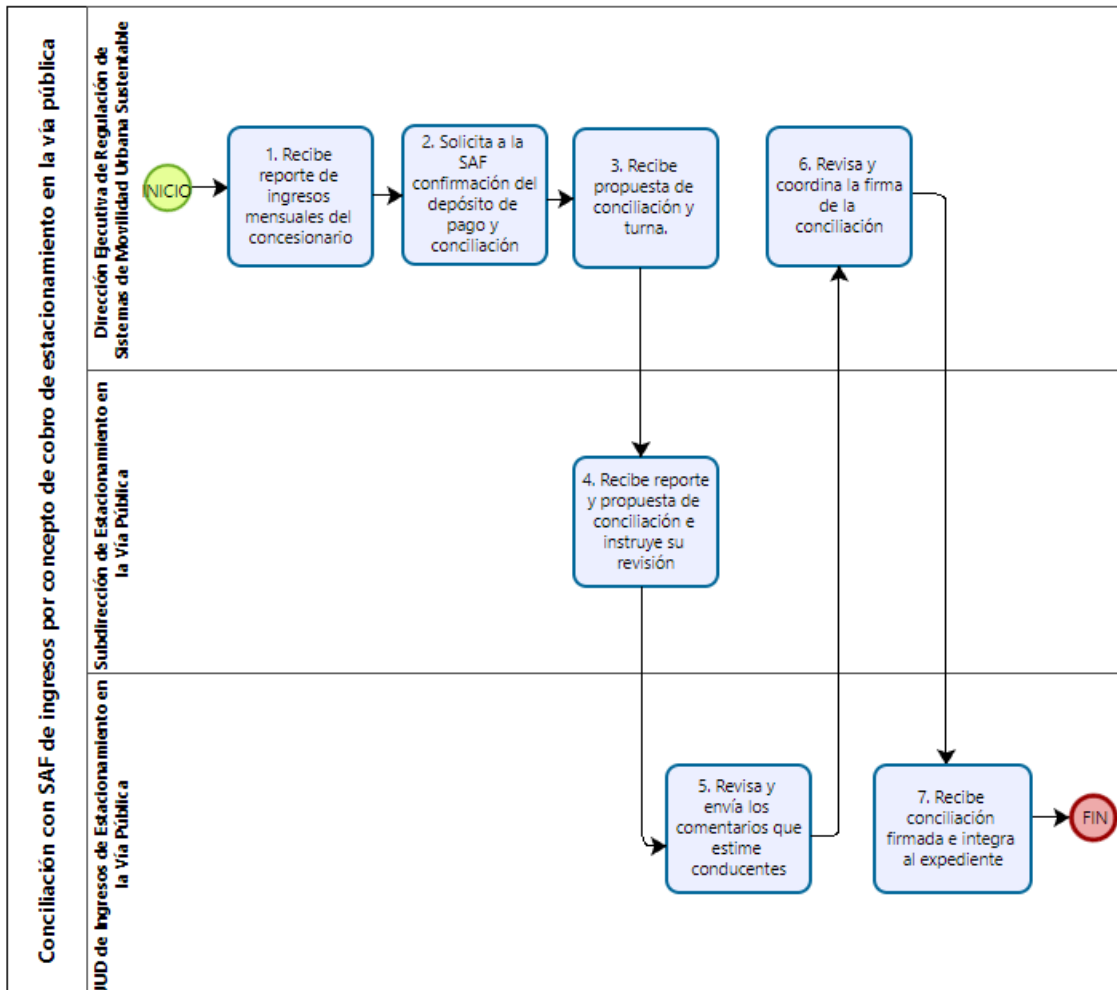 Conciliación con SAF de ingresos por concepto de cobro de estacionamiento en la vía pública
Dirección Ejecutiva de Regulación de
Sistemas de Movilidad Urbana Sustentable
INICIO
1. Recibe
reporte de
ingresos
mensuales del
concesionario
2. Solicita a la
SAF
confirmación del
depósito de
pago y
conciliación
3. Recibe
propuesta de
conciliación y
turna.
6. Revisa y
coordina la firma
de la
conciliación
Subdirección de Estacionamiento en
la Vía Pública
4. Recibe reporte
y propuesta de
conciliación e
instruye su
revisión
JUD de Ingresos de Estacionamiento en
la Vía Pública
5. Revisa y
envía los
comentarios que
estime
conducentes
7. Recibe
conciliación
firmada e integra
al expediente
FIN